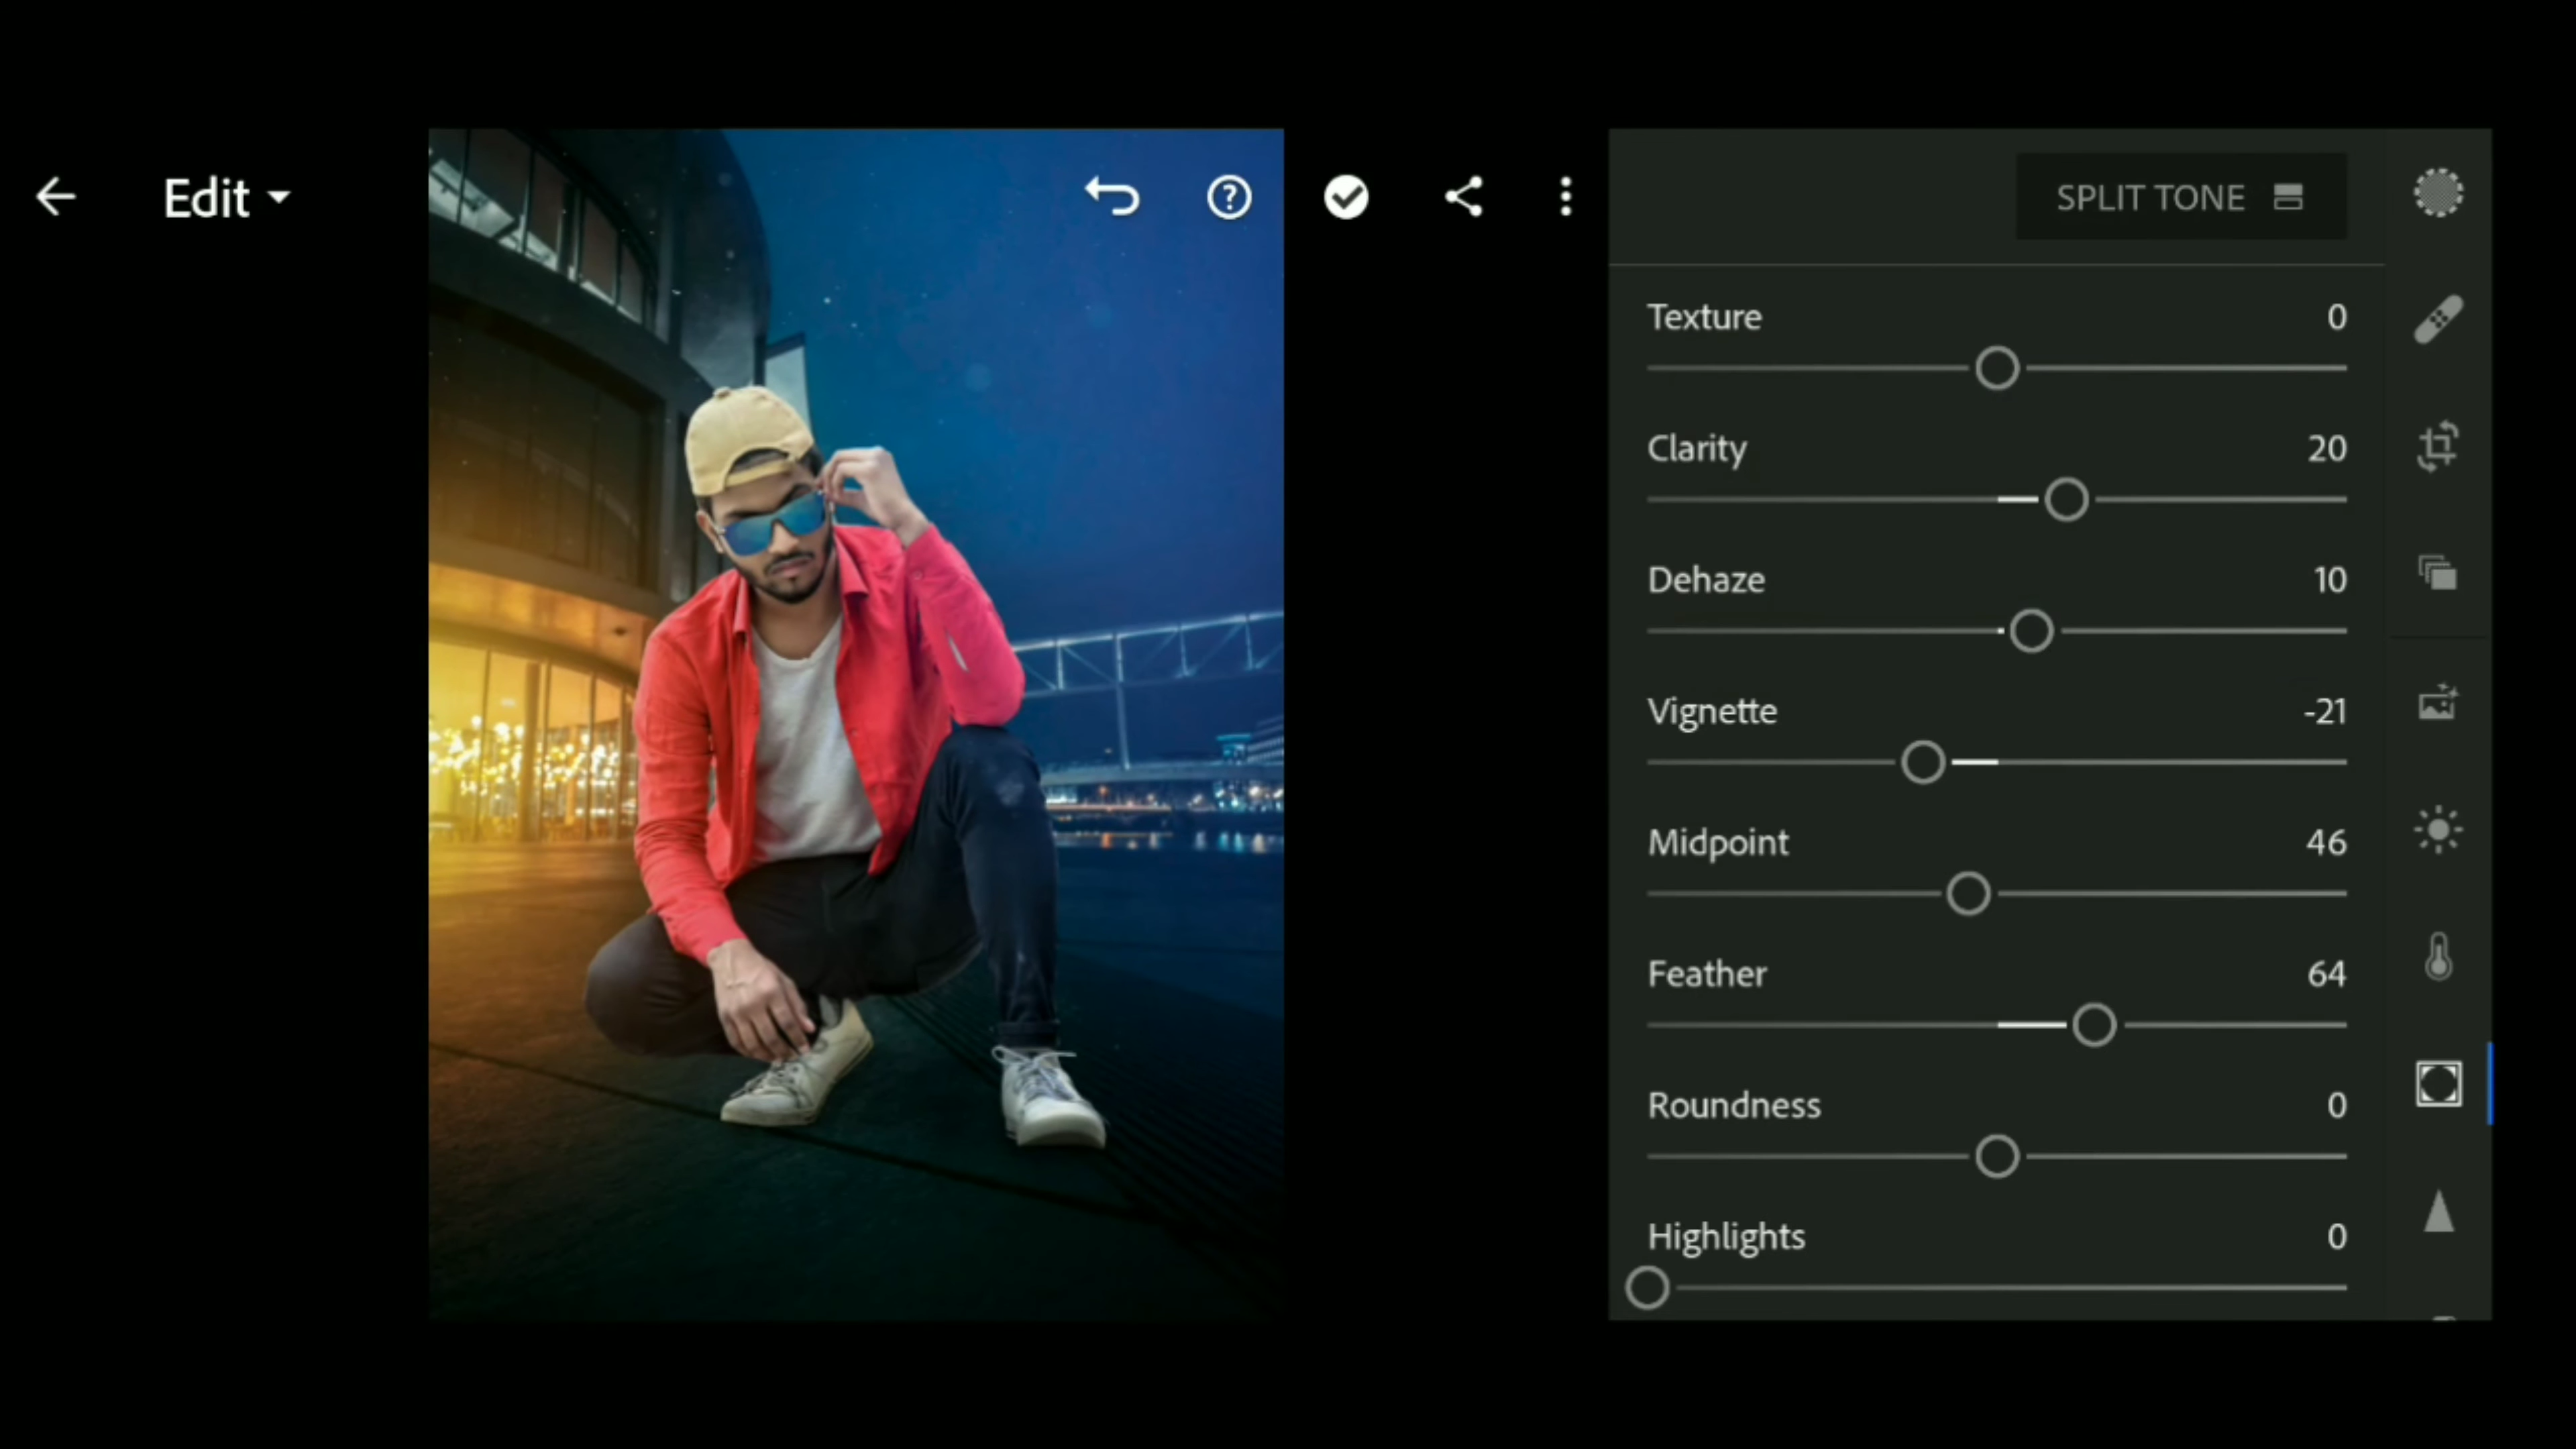 Edit
SPLIT TONE
Texture 0
Clarity 20
Dehaze 10
Vignette -21
Midpoint 46
Feather 64
Roundness 0
Highlights 0